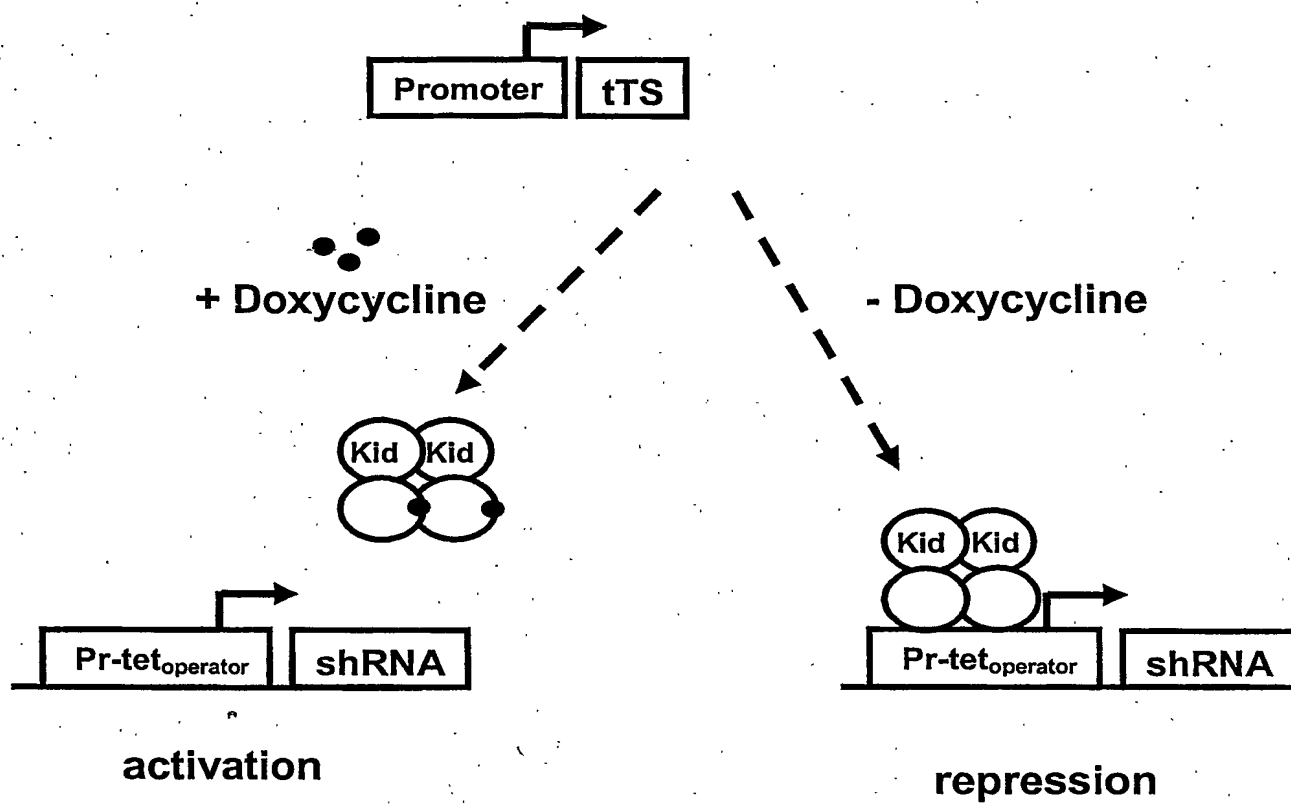 Promoter tTS
+ Doxycycline
- Doxycycline
Kid Kid
Kid Kid
Pr-tetoperator shRNA
Pr-tetoperator shRNA
activation
repression